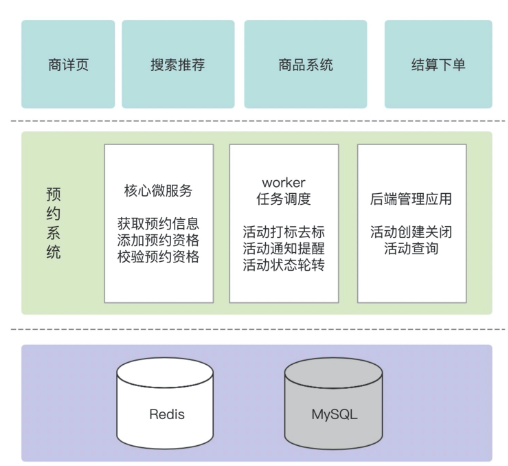 商详页
搜索推荐
商品系统
结算下单
预约系统
核心微服务
获取预约信息
添加预约资格
校验预约资格
worker
任务调度
活动打标去标
活动通知提醒
活动状态轮转
后端管理应用
活动创建关闭
活动查询
Redis
MySQL